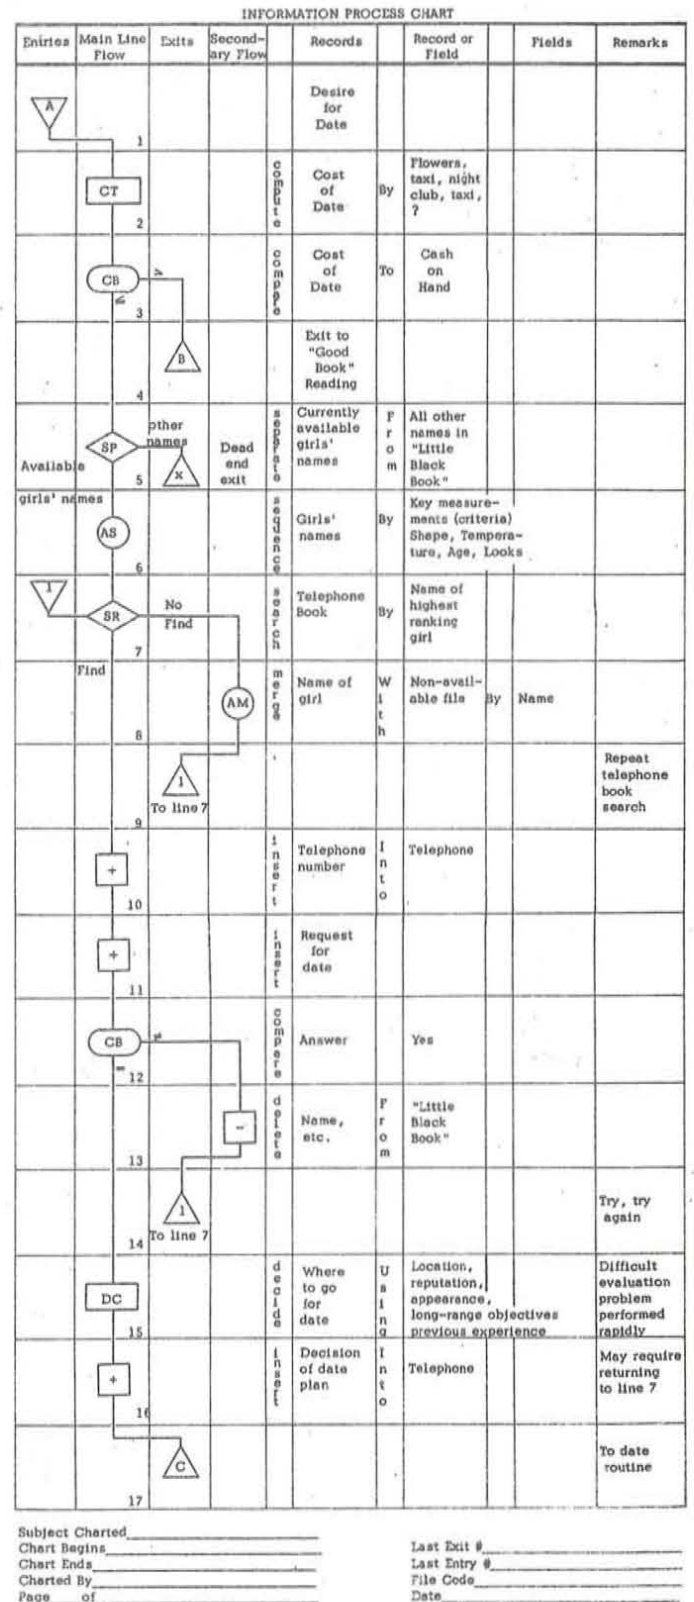 INFORMATION PROCESS CHART
Entries
Main Line
Flow
Exits
Second-
ary Flow
Records
Record or
Field
Fields
Remarks
A
1
Desire
for
Date
CT
2
compute
Cost
of
Date
By
Flowers,
taxi, night
club, taxi,
?
CB
>
≤
3
compare
Cost
of
Date
To
Cash
on
Hand
B
4
Exit to
"Good
Book"
Reading
SP
other
names
x
Available
5
Dead
end
exit
separate
Currently
available
girls'
names
From
All other
names in
"Little
Black
Book"
girls' names
AS
6
sequence
Girls'
names
By
Key measure-
ments (criteria)
Shape, Tempera-
ture, Age, Looks
1
SR
No
Find
7
search
Telephone
Book
By
Name of
highest
ranking
girl
Find
AM
8
merge
Name of
girl
With
Non-avail-
able file
By
Name
1
To line 7
9
Repeat
telephone
book
search
+
10
insert
Telephone
number
Into
Telephone
+
11
insert
Request
for
date
CB
≠
=
12
compare
Answer
Yes
-
13
delete
Name,
etc.
From
"Little
Black
Book"
1
To line 7
14
Try, try
again
DC
15
decide
Where
to go
for
date
Using
Location,
reputation,
appearance,
long-range objectives
previous experience
Difficult
evaluation
problem
performed
rapidly
+
16
insert
Decision
of date
plan
Into
Telephone
May require
returning
to line 7
C
17
To date
routine
Subject Charted
Chart Begins
Chart Ends
Charted By
Page of
Last Exit #
Last Entry #
File Code
Date